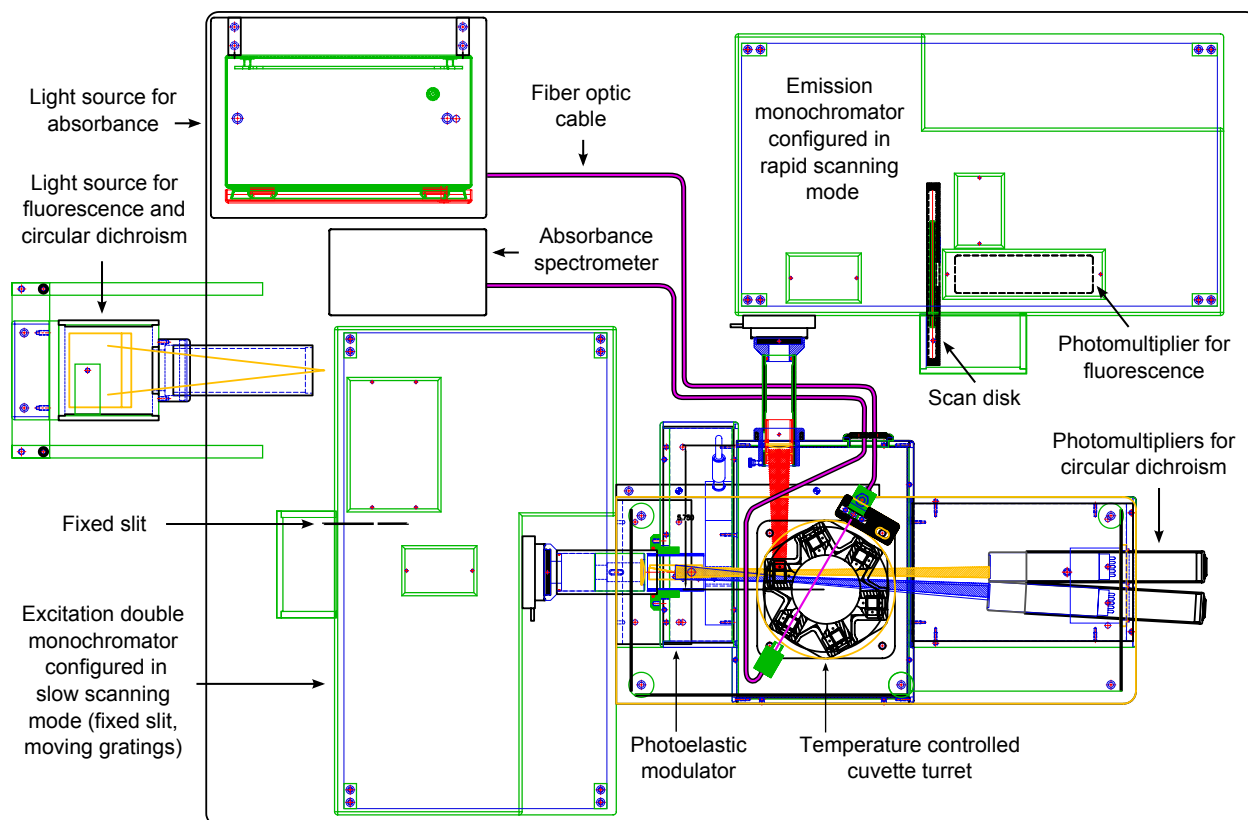 Light source for
absorbance
Fiber optic
cable
Emission
monochromator
configured in
rapid scanning
mode
Light source for
fluorescence and
circular dichroism
Absorbance
spectrometer
Photomultiplier for
fluorescence
Scan disk
Photomultipliers for
circular dichroism
Fixed slit
Excitation double
monochromator
configured in
slow scanning
mode (fixed slit,
moving gratings)
Photoelastic
modulator
Temperature controlled
cuvette turret